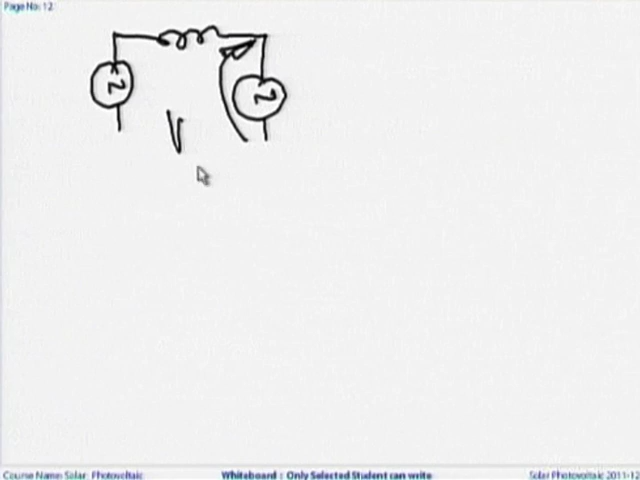 Page No: 12
V
Course Name: Solar Photovoltaic Whiteboard : Only Selected Student can write Solar Photovoltaic 2011-12